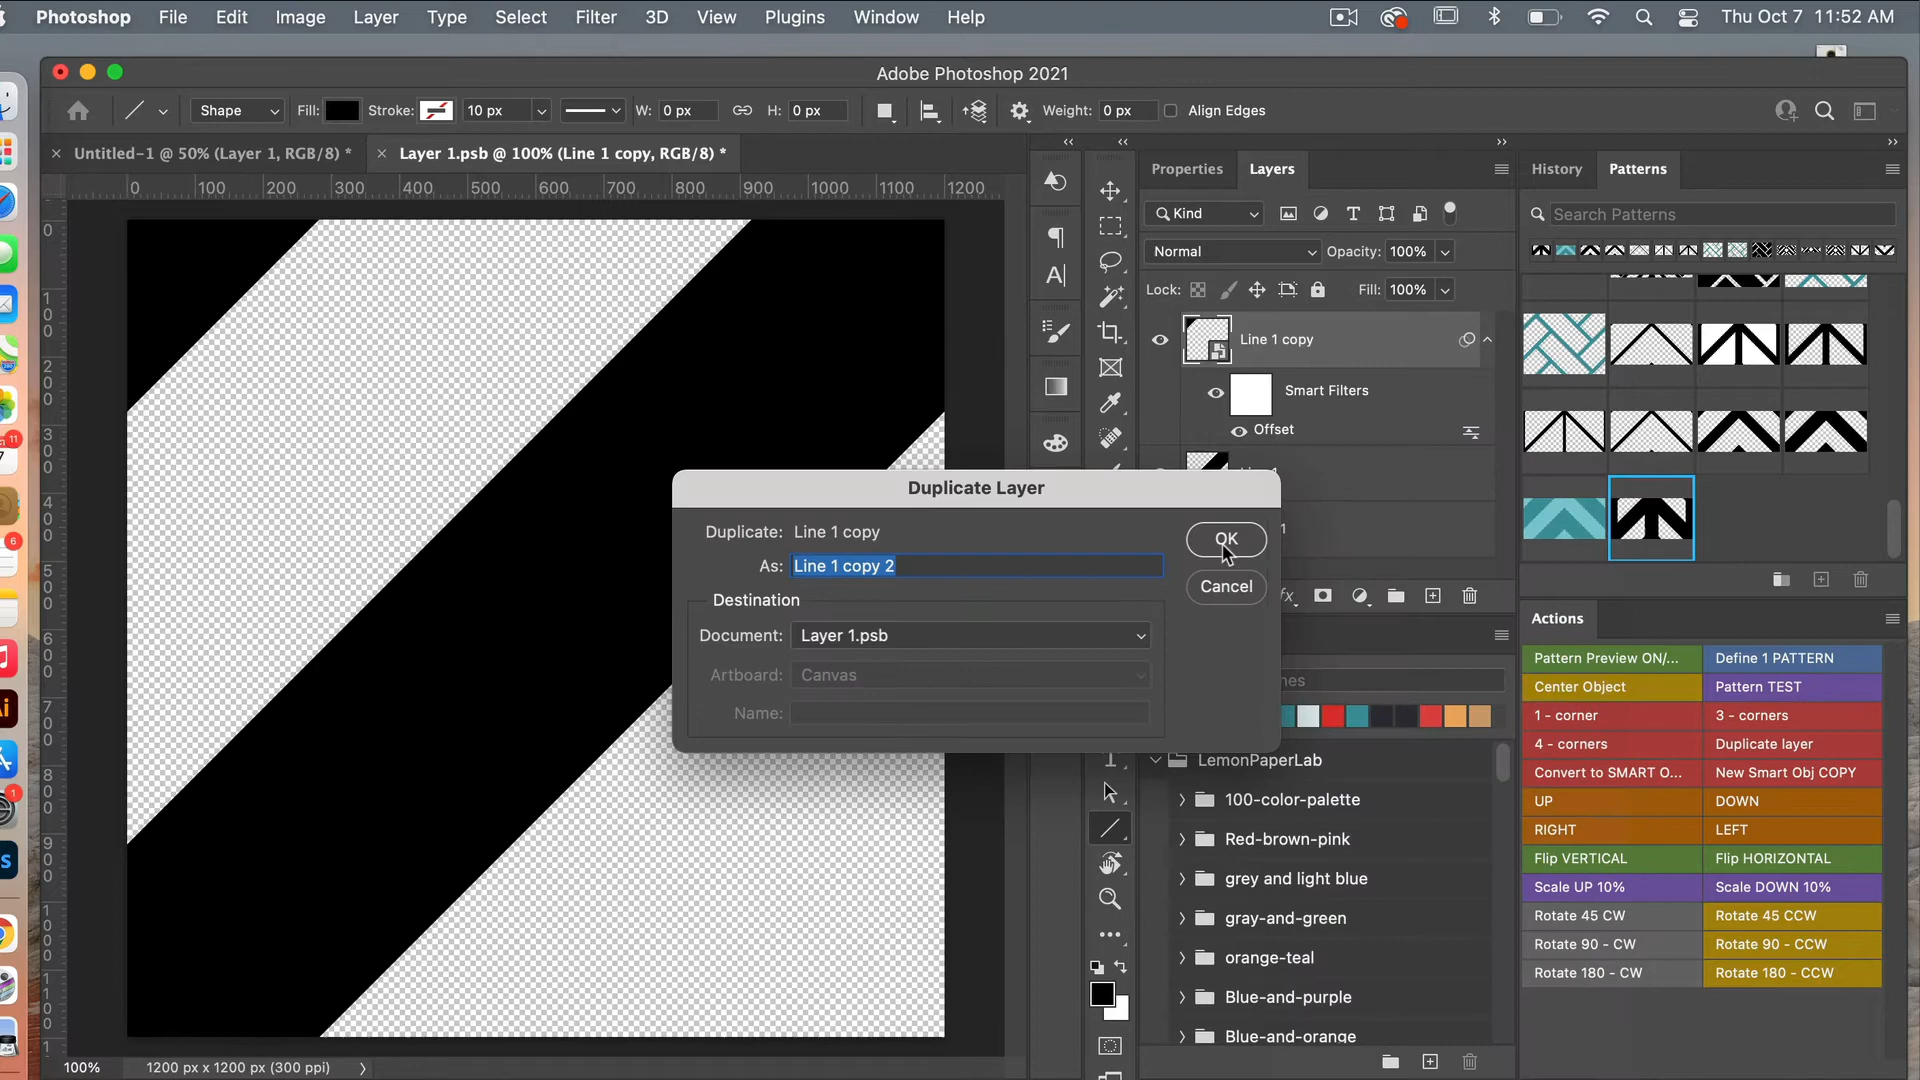 Photoshop File Edit Image Layer Type Select Filter 3D View Plugins Window Help Thu Oct 7 11:52 AM
Adobe Photoshop 2021
Shape Fill: Stroke: 10 px W: 0 px H: 0 px Weight: 0 px Align Edges
× Untitled-1 @ 50% (Layer 1, RGB/8) * × Layer 1.psb @ 100% (Line 1 copy, RGB/8) *
0 100 200 300 400 500 600 700 800 900 1000 1100 1200
Properties Layers
History Patterns
Kind
Search Patterns
Normal Opacity: 100%
Lock: Fill: 100%
Line 1 copy
Smart Filters
Offset
Duplicate Layer
Duplicate: Line 1 copy
As: Line 1 copy 2
OK
Cancel
Destination
Document: Layer 1.psb
Artboard: Canvas
Name:
Actions
Pattern Preview ON/... Define 1 PATTERN
Center Object Pattern TEST
1 - corner 3 - corners
4 - corners Duplicate layer
Convert to SMART O... New Smart Obj COPY
UP DOWN
RIGHT LEFT
Flip VERTICAL Flip HORIZONTAL
Scale UP 10% Scale DOWN 10%
Rotate 45 CW Rotate 45 CCW
Rotate 90 - CW Rotate 90 - CCW
Rotate 180 - CW Rotate 180 - CCW
LemonPaperLab
100-color-palette
Red-brown-pink
grey and light blue
gray-and-green
orange-teal
Blue-and-purple
Blue-and-orange
100% 1200 px x 1200 px (300 ppi)